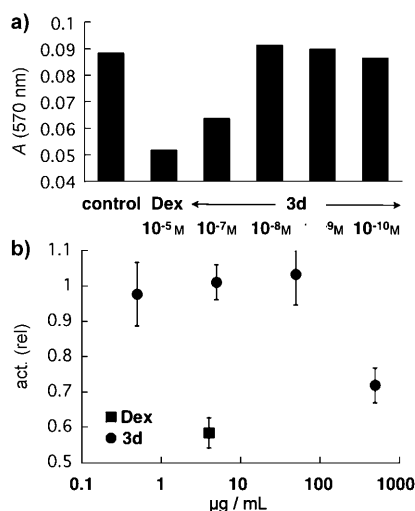 a)
A (570 nm)
0.09
0.1
0.08
0.07
0.06
0.05
0.04
control Dex 3d
10-5 M 10-7 M 10-8 M -9M 10-10 M
b)
act. (rel)
1.1
1
0.9
0.8
0.7
0.6
0.5
Dex
3d
0.1 1 10 100 1000
µg / mL